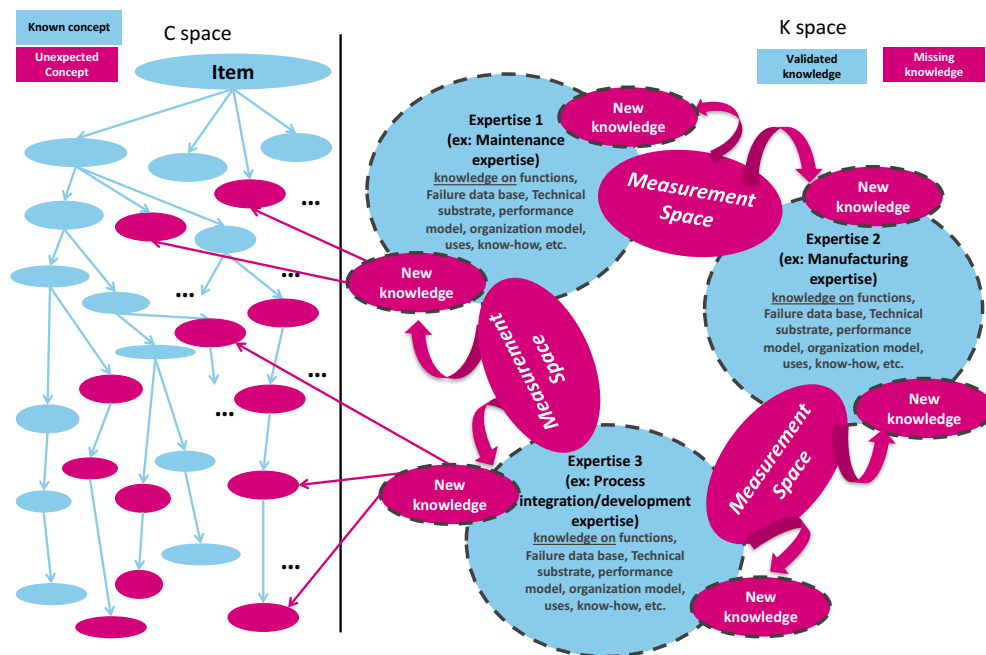 C space
K space
Known concept
Unexpected
Concept
Validated
knowledge
Missing
knowledge
Item
...
...
...
...
...
...
Expertise 1
(ex: Maintenance
expertise)
knowledge on functions,
Failure data base, Technical
substrate, performance
model, organization model,
uses, know-how, etc.
New
knowledge
Measurement
Space
New
knowledge
New
knowledge
Expertise 2
(ex: Manufacturing
expertise)
knowledge on functions,
Failure data base, Technical
substrate, performance
model, organization model,
uses, know-how, etc.
Measurement
Space
New
knowledge
Measurement
Space
New
knowledge
Expertise 3
(ex: Process
integration/development
expertise)
knowledge on functions,
Failure data base, Technical
substrate, performance
model, organization model,
uses, know-how, etc.
New
knowledge